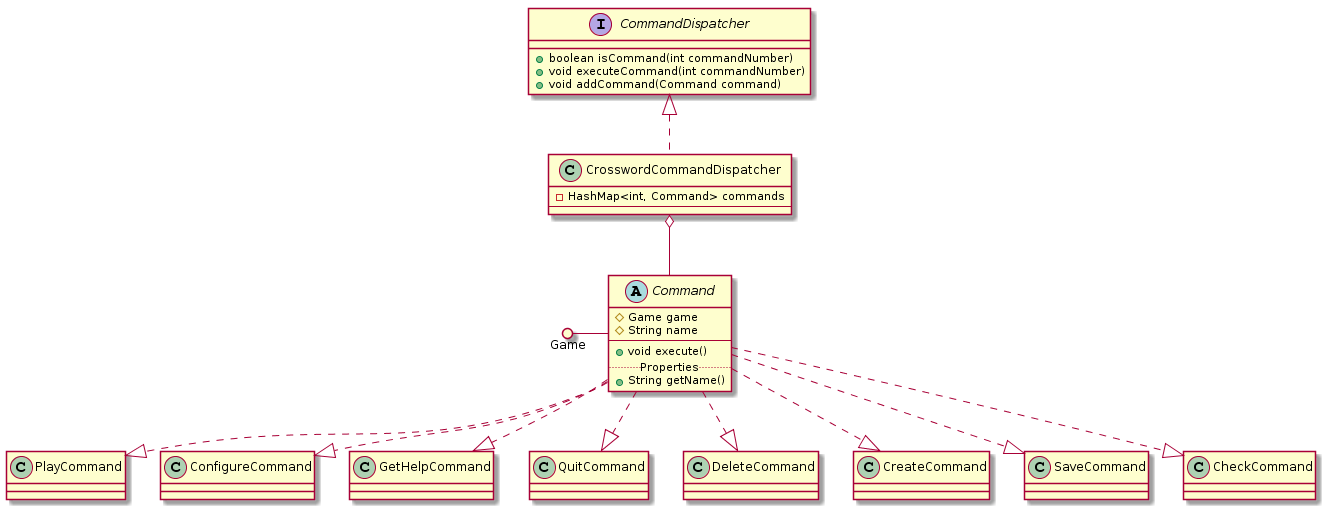 I CommandDispatcher
boolean isCommand(int commandNumber)
void executeCommand(int commandNumber)
void addCommand(Command command)
C CrosswordCommandDispatcher
HashMap<int, Command> commands
A Command
Game game
String name
void execute()
Properties
String getName()
Game
C PlayCommand
C ConfigureCommand
C GetHelpCommand
C QuitCommand
C DeleteCommand
C CreateCommand
C SaveCommand
C CheckCommand